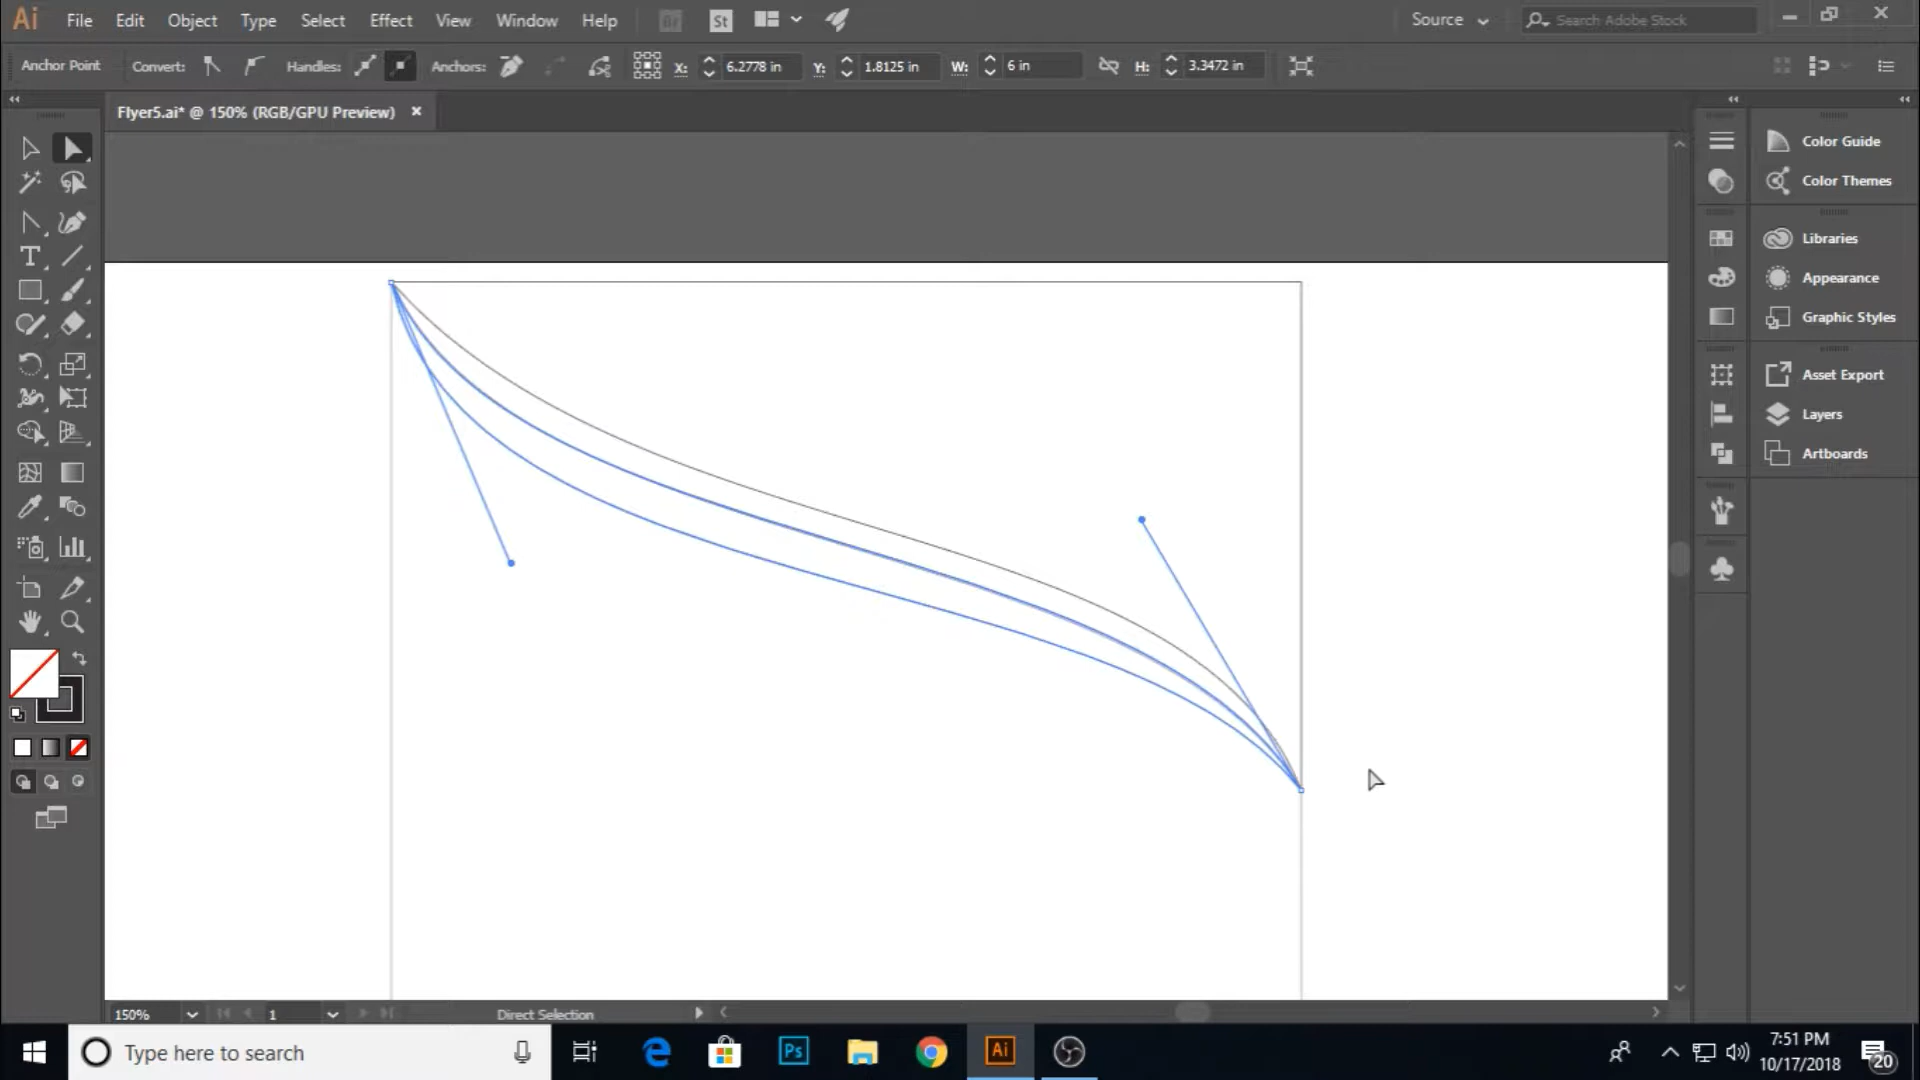 Ai File Edit Object Type Select Effect View Window Help Br St Source Search Adobe Stock
Anchor Point Convert: Handles: Anchors: X: 6.2778 in Y: 1.8125 in W: 6 in H: 3.3472 in
Flyer5.ai* @ 150% (RGB/GPU Preview)
Color Guide
Color Themes
Libraries
Appearance
Graphic Styles
Asset Export
Layers
Artboards
T
150% 1 Direct Selection
Type here to search Ps Ai 7:51 PM
10/17/2018 20